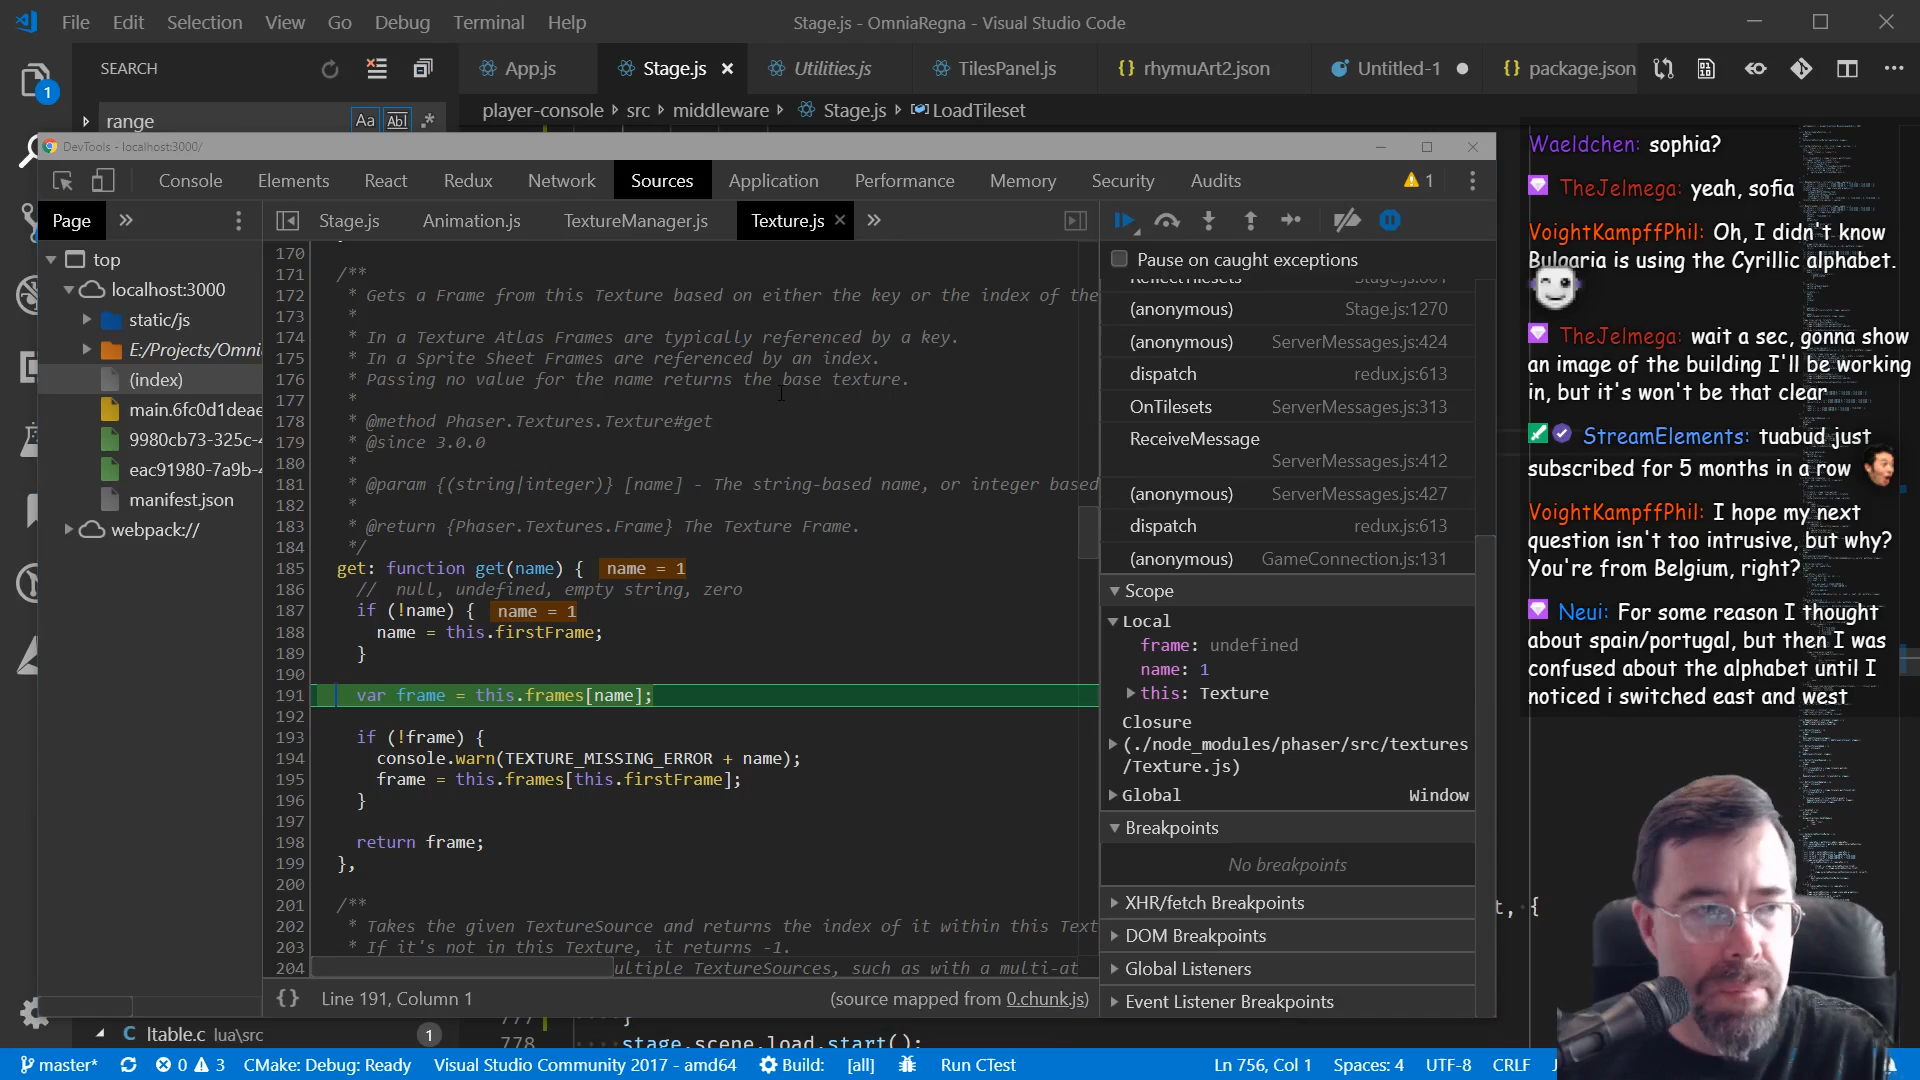 File Edit Selection View Go Debug Terminal Help
Stage.js - OmniaRegna - Visual Studio Code
SEARCH
App.js Stage.js Utilities.js TilesPanel.js {} rhymuArt2.json Untitled-1 {} package.json
1
range Aa Abl .*
player-console > src > middleware > Stage.js > LoadTileset
DevTools - localhost:3000/
Console Elements React Redux Network Sources Application Performance Memory Security Audits 1
Page » Stage.js Animation.js TextureManager.js Texture.js »
top
localhost:3000
static/js
E:/Projects/Omni
(index)
main.6fc0d1deae
9980cb73-325c-4
eac91980-7a9b-4
manifest.json
webpack://
170
171 /**
172 * Gets a Frame from this Texture based on either the key or the index of the
173 *
174 * In a Texture Atlas Frames are typically referenced by a key.
175 * In a Sprite Sheet Frames are referenced by an index.
176 * Passing no value for the name returns the base texture.
177 *
178 * @method Phaser.Textures.Texture#get
179 * @since 3.0.0
180 *
181 * @param {(string|integer)} [name] - The string-based name, or integer based
182 *
183 * @return {Phaser.Textures.Frame} The Texture Frame.
184 */
185 get: function get(name) { name = 1
186 // null, undefined, empty string, zero
187 if (!name) { name = 1
188 name = this.firstFrame;
189 }
190
191 var frame = this.frames[name];
192
193 if (!frame) {
194 console.warn(TEXTURE_MISSING_ERROR + name);
195 frame = this.frames[this.firstFrame];
196 }
197
198 return frame;
199 },
200
201 /**
202 * Takes the given TextureSource and returns the index of it within this Text
203 * If it's not in this Texture, it returns -1.
204 ultiple TextureSources, such as with a multi-at
{} Line 191, Column 1 (source mapped from 0.chunk.js)
Pause on caught exceptions
(anonymous) Stage.js:1270
(anonymous) ServerMessages.js:424
dispatch redux.js:613
OnTilesets ServerMessages.js:313
ReceiveMessage
ServerMessages.js:412
(anonymous) ServerMessages.js:427
dispatch redux.js:613
(anonymous) GameConnection.js:131
Scope
Local
frame: undefined
name: 1
this: Texture
Closure
(./node_modules/phaser/src/textures
/Texture.js)
Global Window
Breakpoints
No breakpoints
XHR/fetch Breakpoints
DOM Breakpoints
Global Listeners
Event Listener Breakpoints
Waeldchen: sophia?
TheJelmega: yeah, sofia
VoightKampffPhil: Oh, I didn't know
Bulgaria is using the Cyrillic alphabet.
TheJelmega: wait a sec, gonna show
an image of the building I'll be working
in, but it's won't be that clear
StreamElements: tuabud just
subscribed for 5 months in a row
VoightKampffPhil: I hope my next
question isn't too intrusive, but why?
You're from Belgium, right?
Neui: For some reason I thought
about spain/portugal, but then I was
confused about the alphabet until I
noticed i switched east and west
t, {
C ltable.c lua\src 1
777 }
778 stage.scene.load.start();
master* 0 3 CMake: Debug: Ready Visual Studio Community 2017 - amd64 Build: [all] Run CTest Ln 756, Col 1 Spaces: 4 UTF-8 CRLF